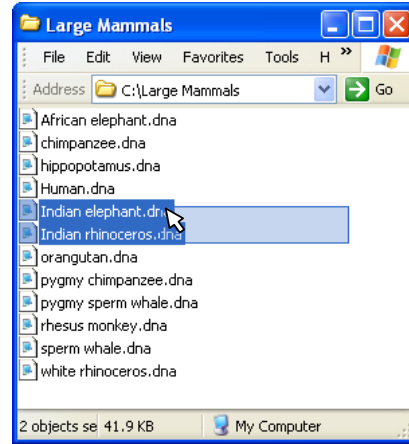 Large Mammals
File Edit View Favorites Tools H »
Address C:\Large Mammals Go
African elephant.dna
chimpanzee.dna
hippopotamus.dna
Human.dna
Indian elephant.dna
Indian rhinoceros.dna
orangutan.dna
pygmy chimpanzee.dna
pygmy sperm whale.dna
rhesus monkey.dna
sperm whale.dna
white rhinoceros.dna
2 objects se 41.9 KB My Computer